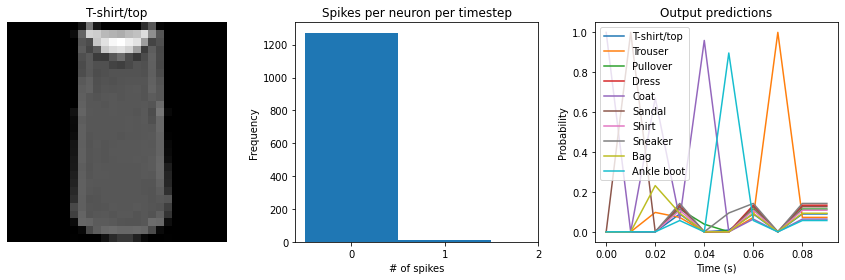 T-shirt/top
Spikes per neuron per timestep
Frequency
1200
1000
800
600
400
200
0
0 1 2
# of spikes
Output predictions
Probability
1.0
0.8
0.6
0.4
0.2
0.0
T-shirt/top
Trouser
Pullover
Dress
Coat
Sandal
Shirt
Sneaker
Bag
Ankle boot
0.00 0.02 0.04 0.06 0.08
Time (s)